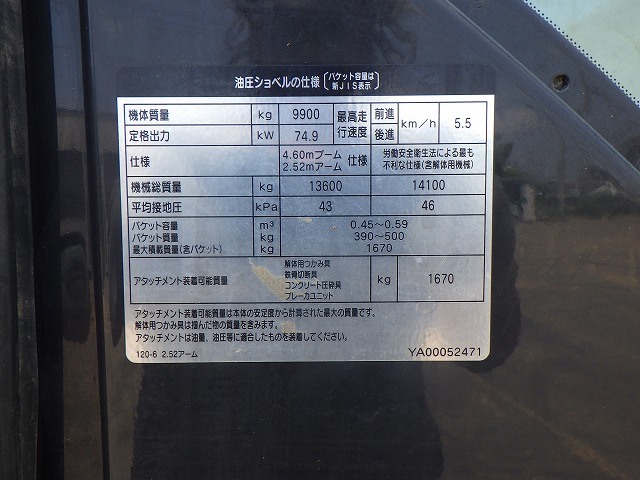 油圧ショベルの仕様（バケット容量は新JIS表示）
機体質量 kg 9900 最高走行速度 前進 後進 km/h 5.5
定格出力 kW 74.9
仕様 4.60mブーム 2.52mアーム 仕様 労働安全衛生法による最も不利な仕様(含解体用機械)
機械総質量 kg 13600 14100
平均接地圧 kPa 43 46
バケット容量 m³ 0.45～0.59
バケット質量 kg 390～500
最大積載質量(含バケット) kg 1670
アタッチメント装着可能質量 解体用つかみ具 鉄骨切断具 コンクリート圧砕具 ブレーカユニット kg 1670
アタッチメント装着可能質量は本体の安定度から計算された最大の質量です。
解体用つかみ具は掴んだ物の質量を含みます。
アタッチメントは油量、油圧等に適合したものを装着してください。
120-6 2.52アーム YA00052471